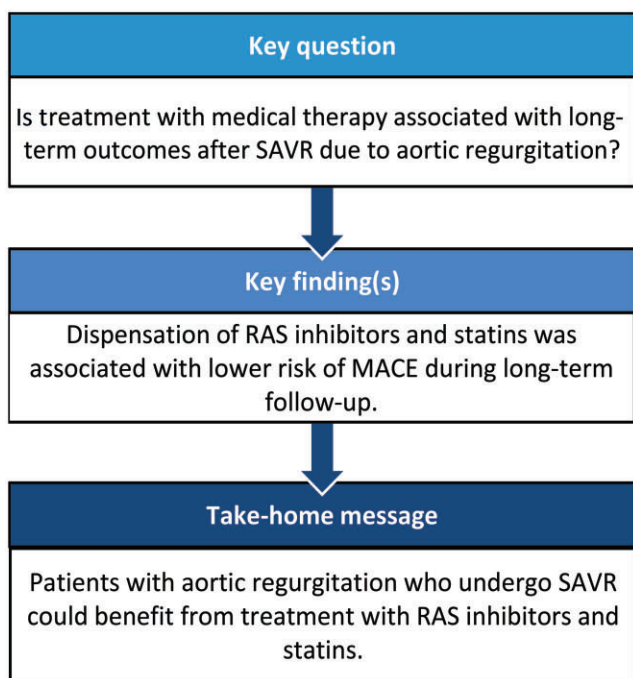 Key question
Is treatment with medical therapy associated with long-
term outcomes after SAVR due to aortic regurgitation?
Key finding(s)
Dispensation of RAS inhibitors and statins was
associated with lower risk of MACE during long-term
follow-up.
Take-home message
Patients with aortic regurgitation who undergo SAVR
could benefit from treatment with RAS inhibitors and
statins.